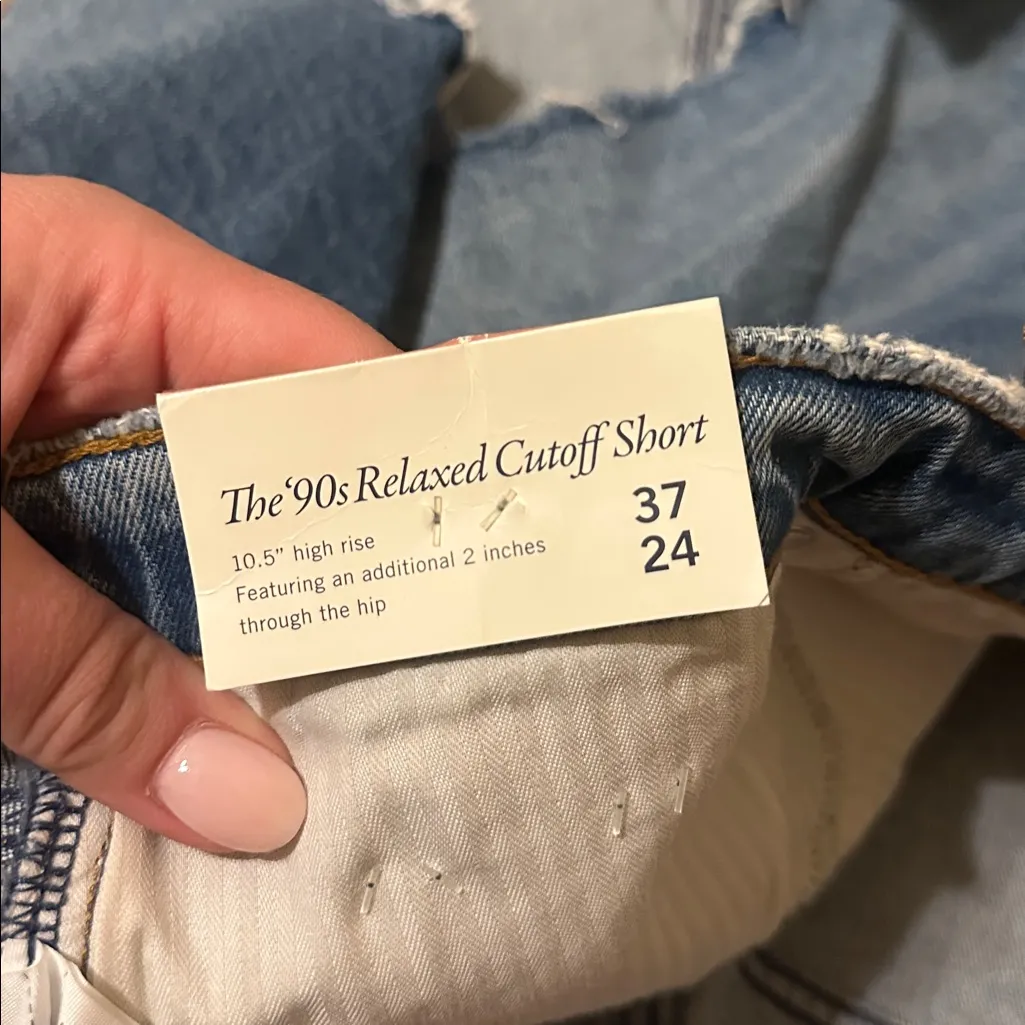 The ‘90s Relaxed Cutoff Short
10.5” high rise
Featuring an additional 2 inches
through the hip
37
24